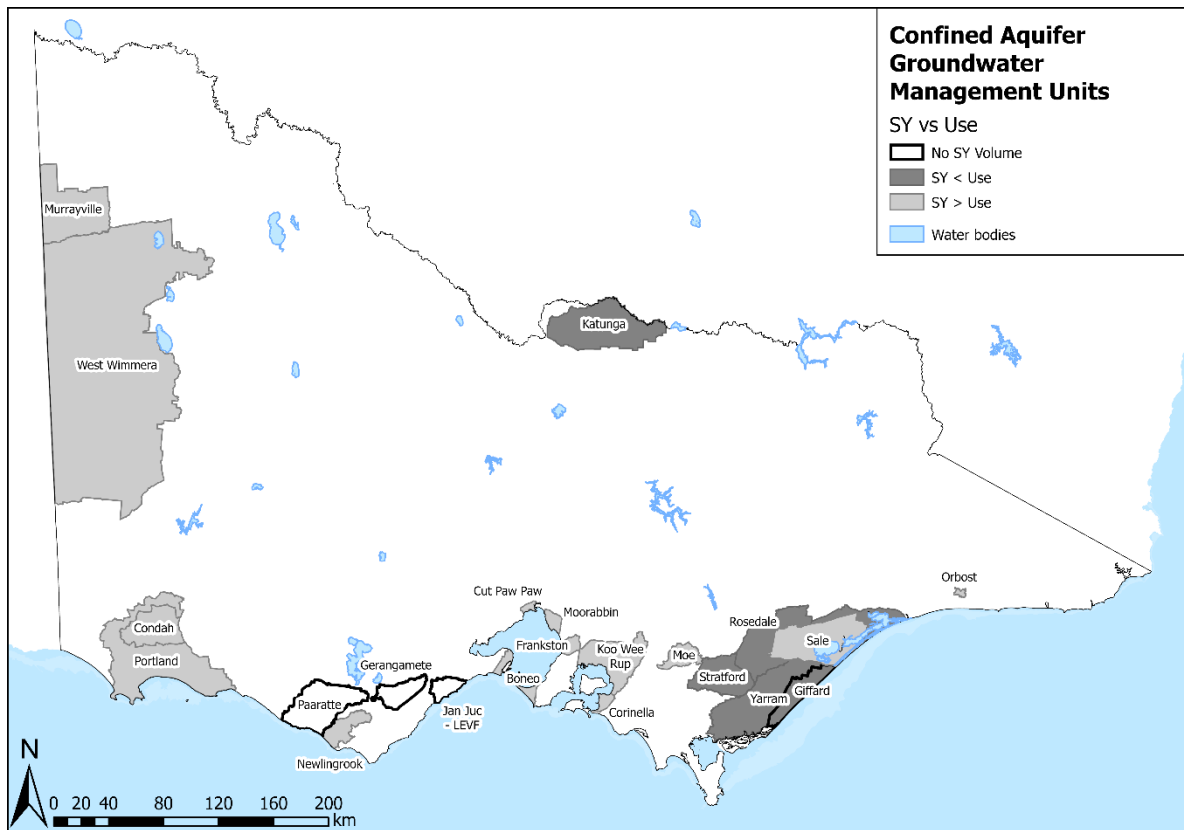 Confined Aquifer
Groundwater
Management Units
SY vs Use
No SY Volume
SY < Use
SY > Use
Water bodies
Murrayville
West Wimmera
Katunga
Orbost
Cut Paw Paw
Moorabbin
Rosedale
Condah
Frankston
Koo Wee
Rup
Moe
Sale
Portland
Gerangamete
Boneo
Stratford
Yarram
Giffard
Paaratte
Jan Juc
- LEVF
Corinella
Newlingrook
N
0 20 40 80 120 160 200
km